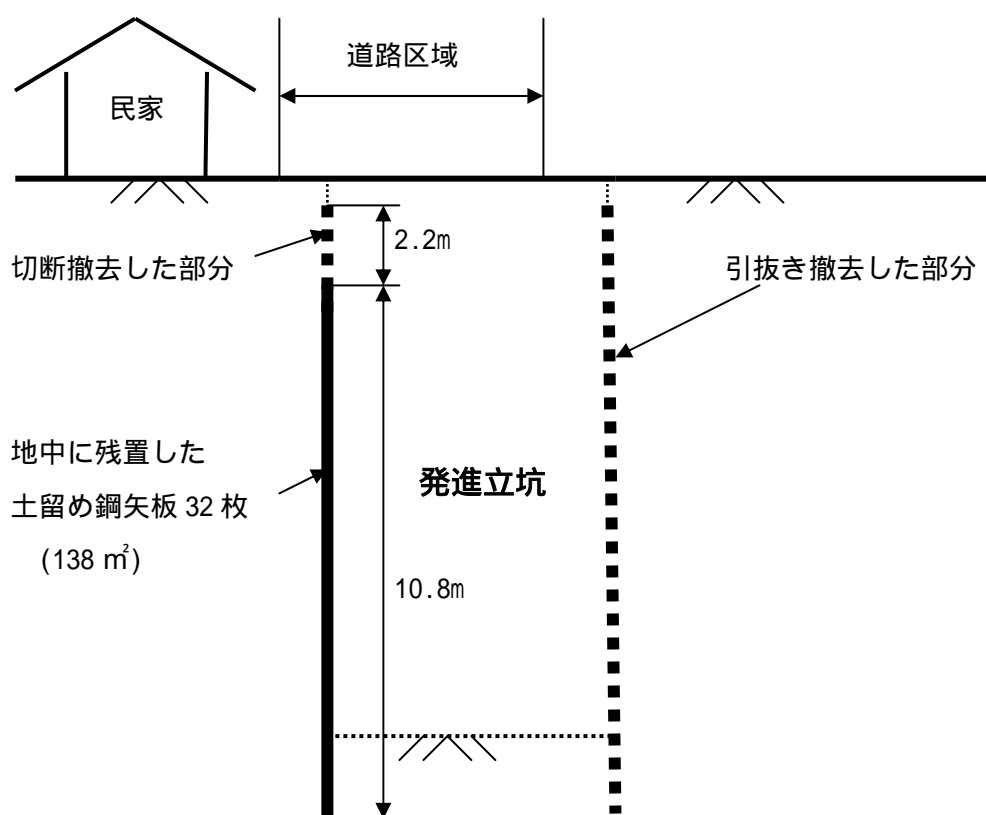 道路区域
民家
2.2m
切断撤去した部分
引抜き撤去した部分
地中に残置した
土留め鋼矢板 32 枚
(138 ㎡)
発進立坑
10.8m